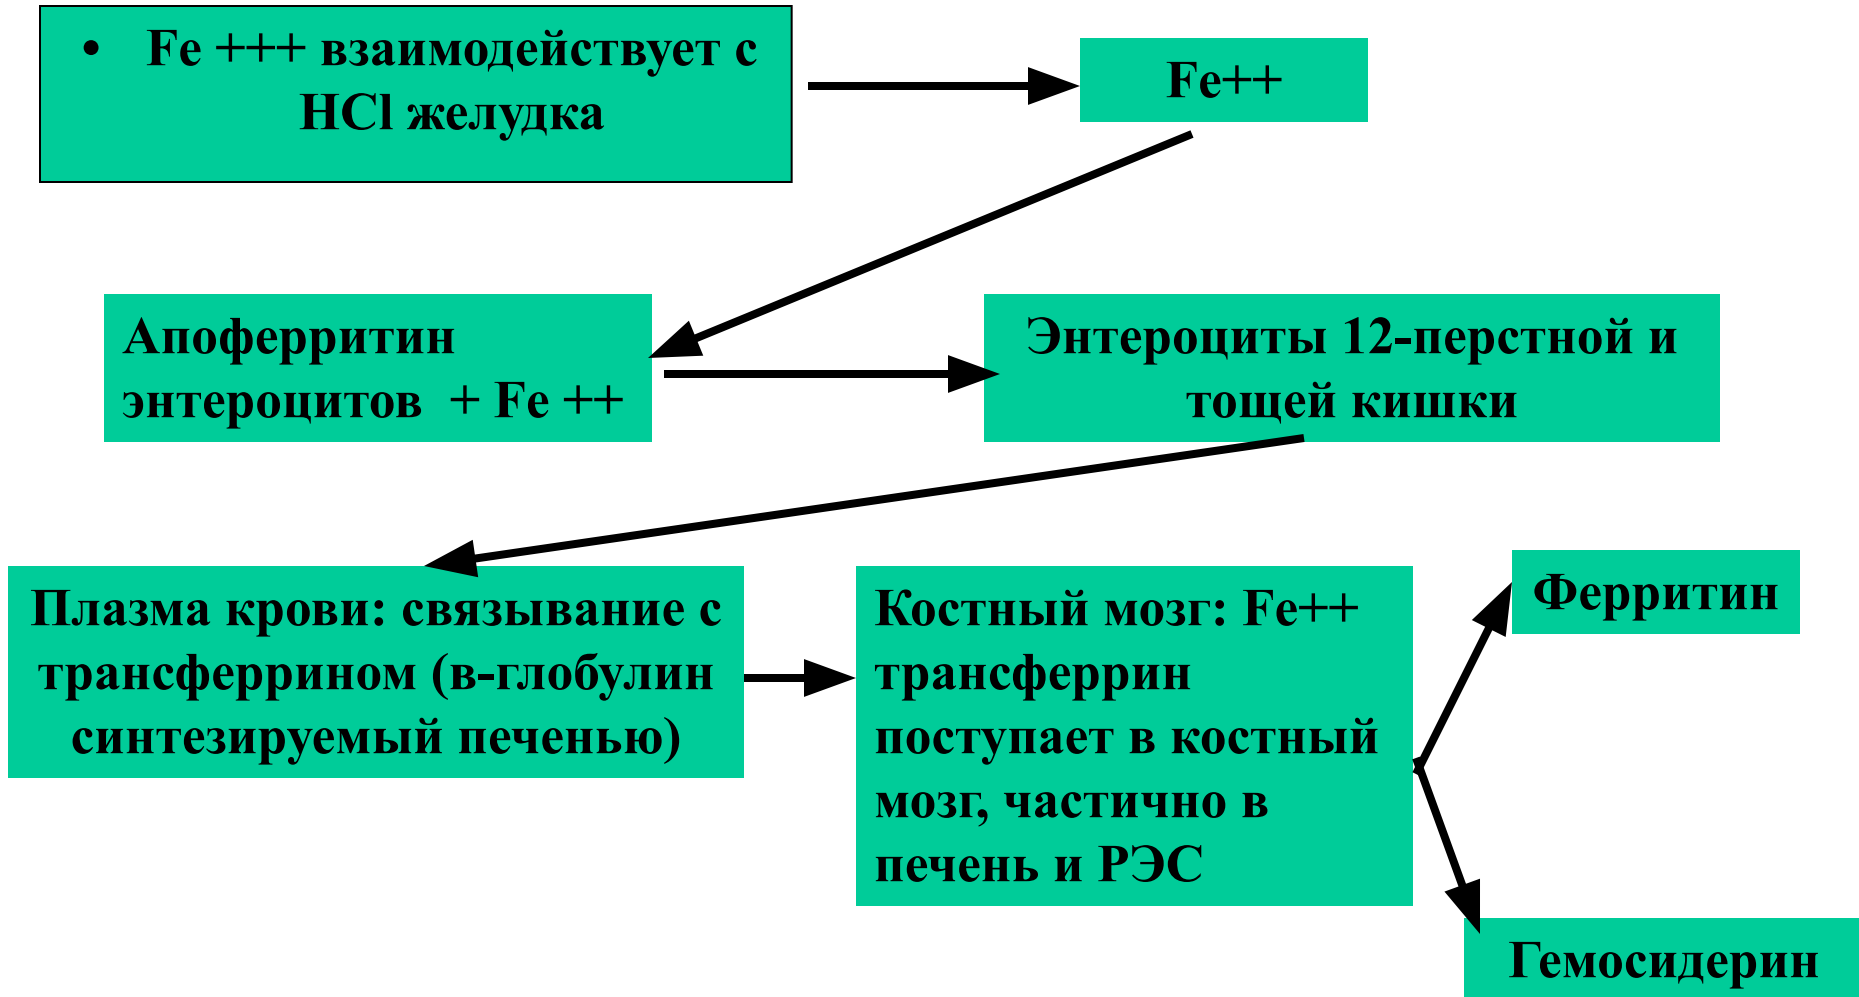 • Fe +++ взаимодействует с
HCl желудка
Fe++
Апоферритин
энтероцитов + Fe ++
Энтероциты 12-перстной и
тощей кишки
Плазма крови: связывание с
трансферрином (в-глобулин
синтезируемый печенью)
Костный мозг: Fe++
трансферрин
поступает в костный
мозг, частично в
печень и РЭС
Ферритин
Гемосидерин